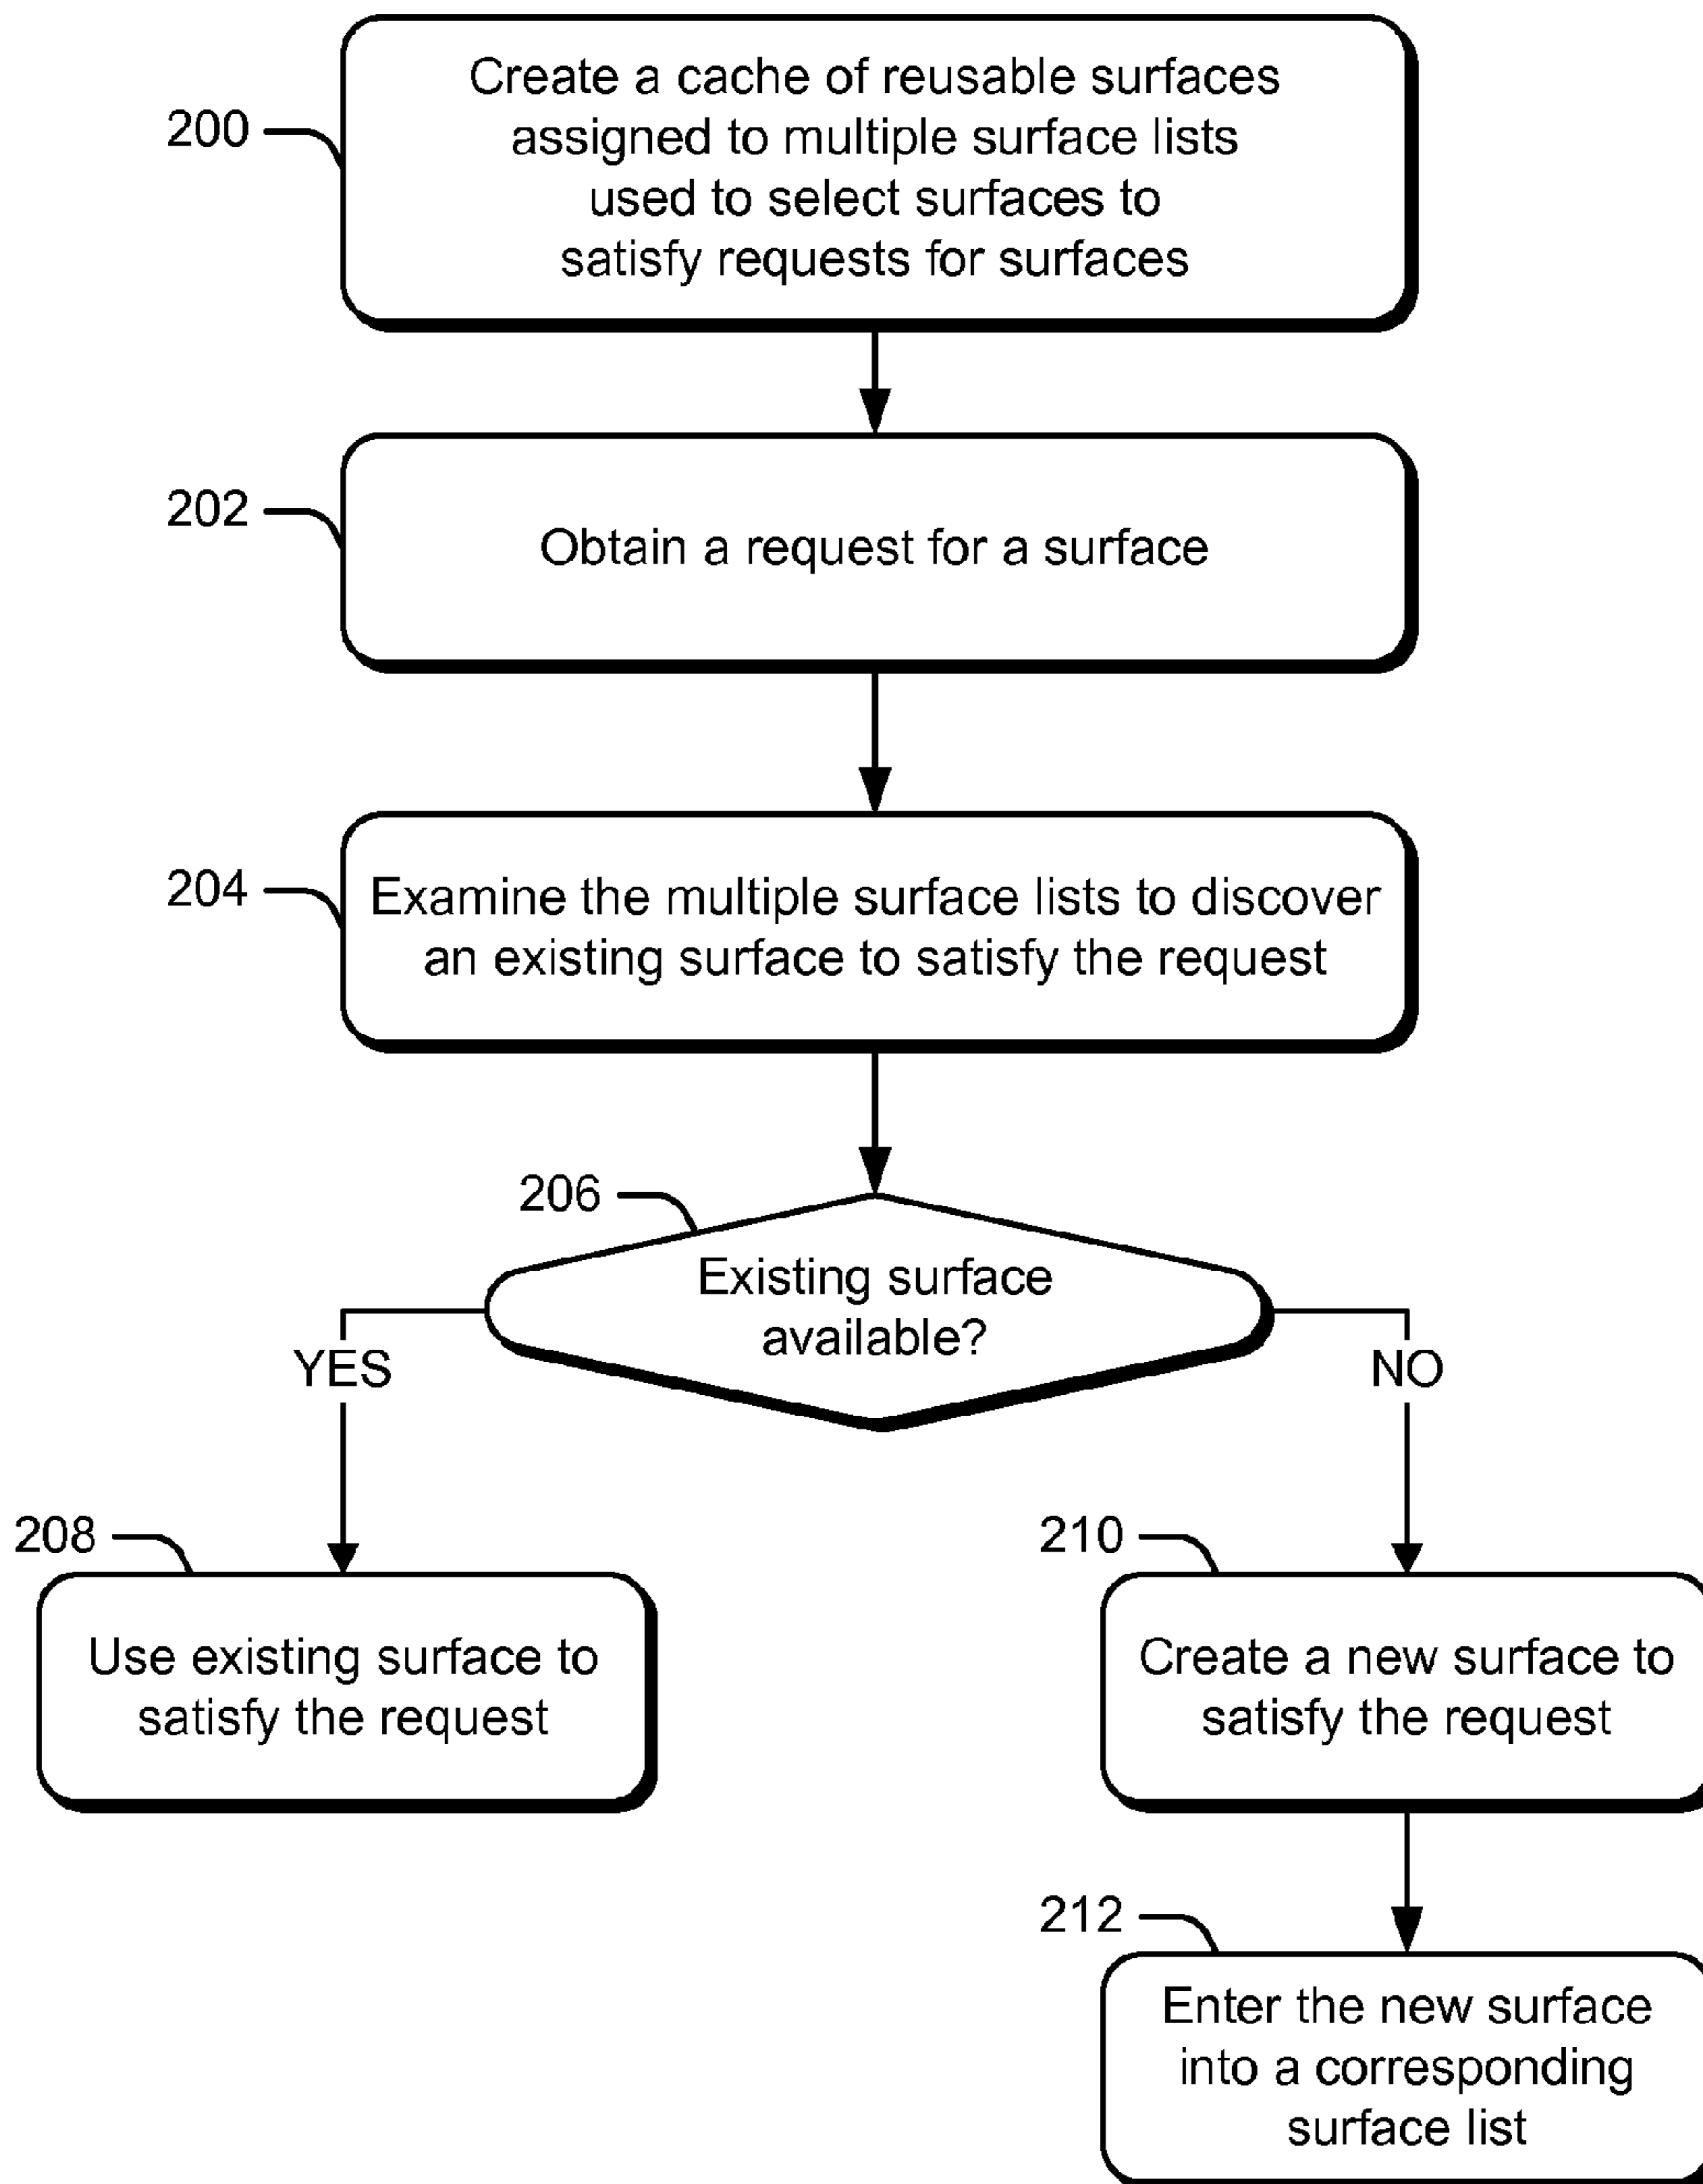 200
Create a cache of reusable surfaces
assigned to multiple surface lists
used to select surfaces to
satisfy requests for surfaces
202
Obtain a request for a surface
204
Examine the multiple surface lists to discover
an existing surface to satisfy the request
206
Existing surface
available?
YES
NO
208
Use existing surface to
satisfy the request
210
Create a new surface to
satisfy the request
212
Enter the new surface
into a corresponding
surface list